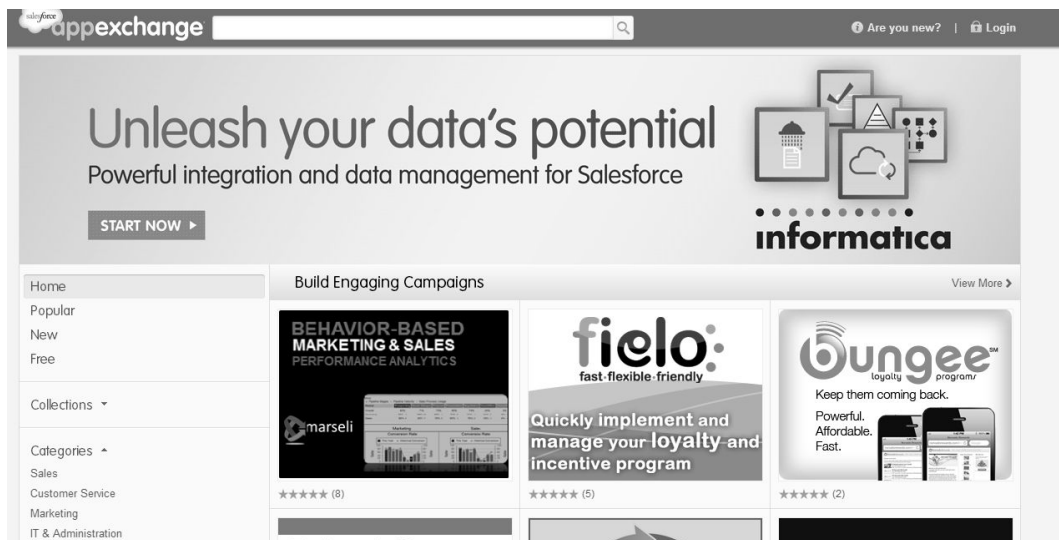 salesforce
appexchange
Are you new? | Login
Unleash your data's potential
Powerful integration and data management for Salesforce
START NOW
informatica
Home
Popular
New
Free
Collections
Categories
Sales
Customer Service
Marketing
IT & Administration
Build Engaging Campaigns
View More
BEHAVIOR-BASED
MARKETING & SALES
PERFORMANCE ANALYTICS
marseli
Marketing
Sales
(8)
fielo:
fast·flexible·friendly
Quickly implement and
manage your loyalty and
incentive program
(5)
bungee SM
loyalty programs
Keep them coming back.
Powerful.
Affordable.
Fast.
(2)